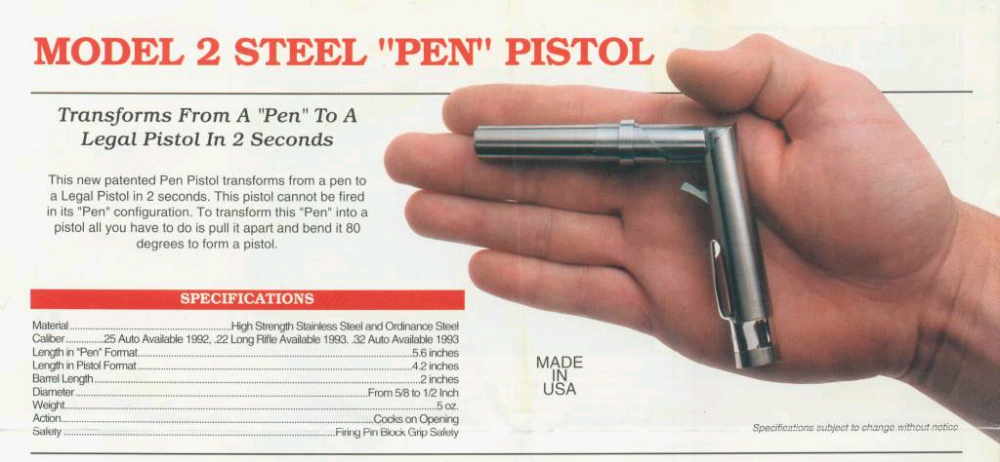 MODEL 2 STEEL "PEN" PISTOL
Transforms From A "Pen" To A
Legal Pistol In 2 Seconds
This new patented Pen Pistol transforms from a pen to
a Legal Pistol in 2 seconds. This pistol cannot be fired
in its "Pen" configuration. To transform this "Pen" into a
pistol all you have to do is pull it apart and bend it 80
degrees to form a pistol.
SPECIFICATIONS
Material....................High Strength Stainless Steel and Ordinance Steel
Caliber............25 Auto Available 1992, .22 Long Rifle Available 1993. .32 Auto Available 1993
Length in "Pen" Format....................5.6 inches
Length in Pistol Format....................4.2 inches
Barrel Length....................2 inches
Diameter....................From 5/8 to 1/2 Inch
Weight....................5 oz.
Action....................Cocks on Opening
Safety....................Firing Pin Block Grip Safety
MADE
IN
USA
Specifications subject to change without notice